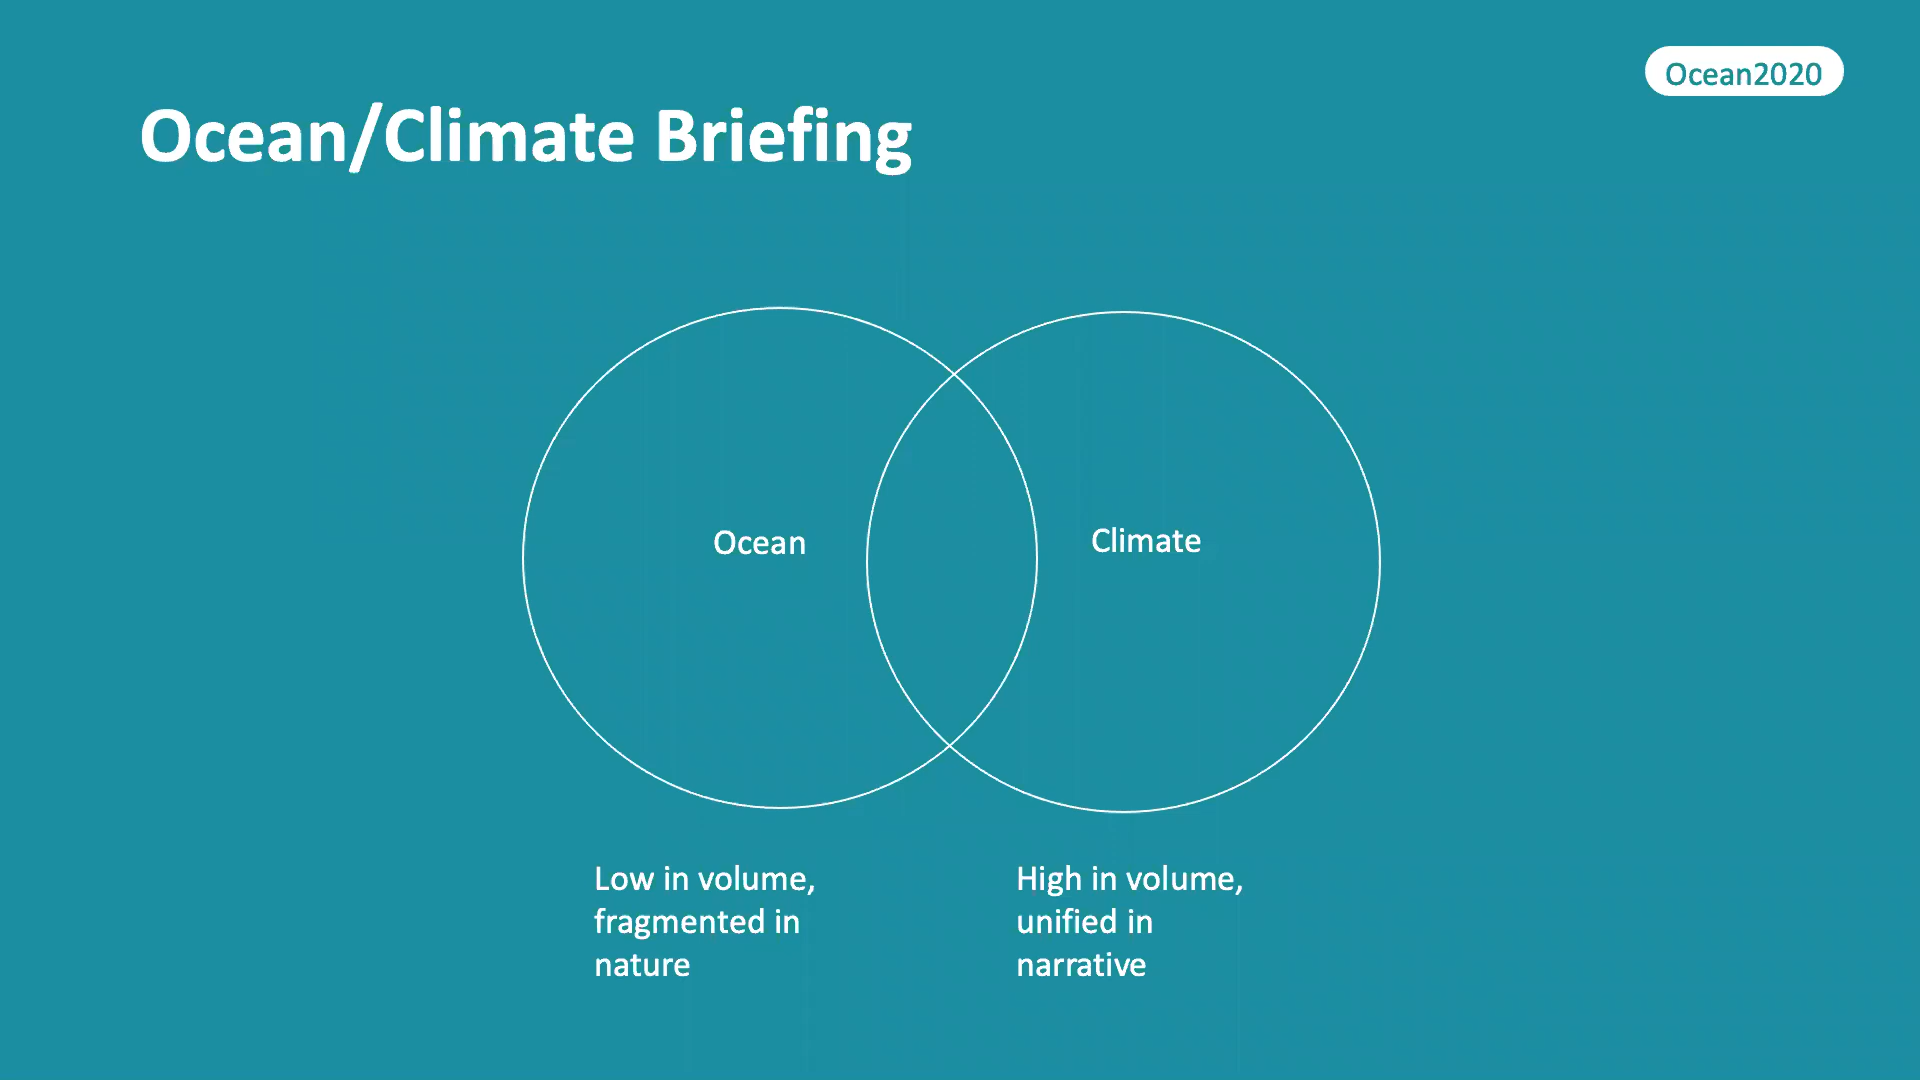 Ocean2020
Ocean/Climate Briefing
Ocean
Climate
Low in volume,
fragmented in
nature
High in volume,
unified in
narrative